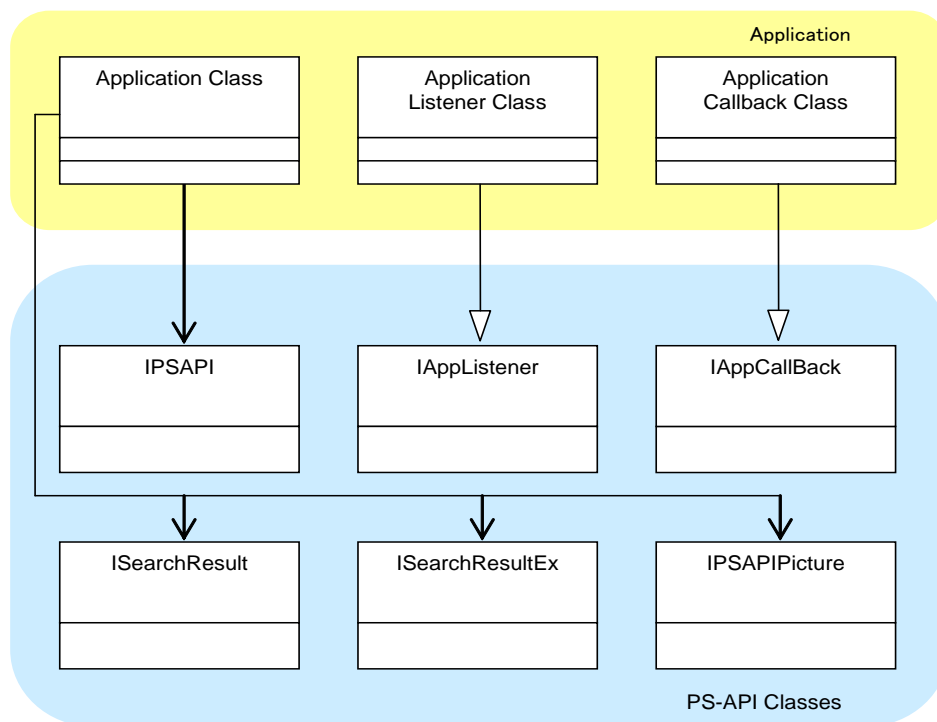 Application
Application Class
Application
Listener Class
Application
Callback Class
IPSAPI
IAppListener
IAppCallBack
ISearchResult
ISearchResultEx
IPSAPIPicture
PS-API Classes